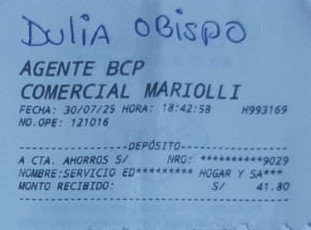 Dulia Obispo
AGENTE BCP
COMERCIAL MARIOLLI
FECHA: 30/07/25 HORA: 18:42:58 H993169
NO.OPE: 121016
----------DEPÓSITO----------
A CTA. AHORROS S/ NRO: **********9029
NOMBRE:SERVICIO ED********* HOGAR Y SA***
MONTO RECIBIDO: S/ 41.80